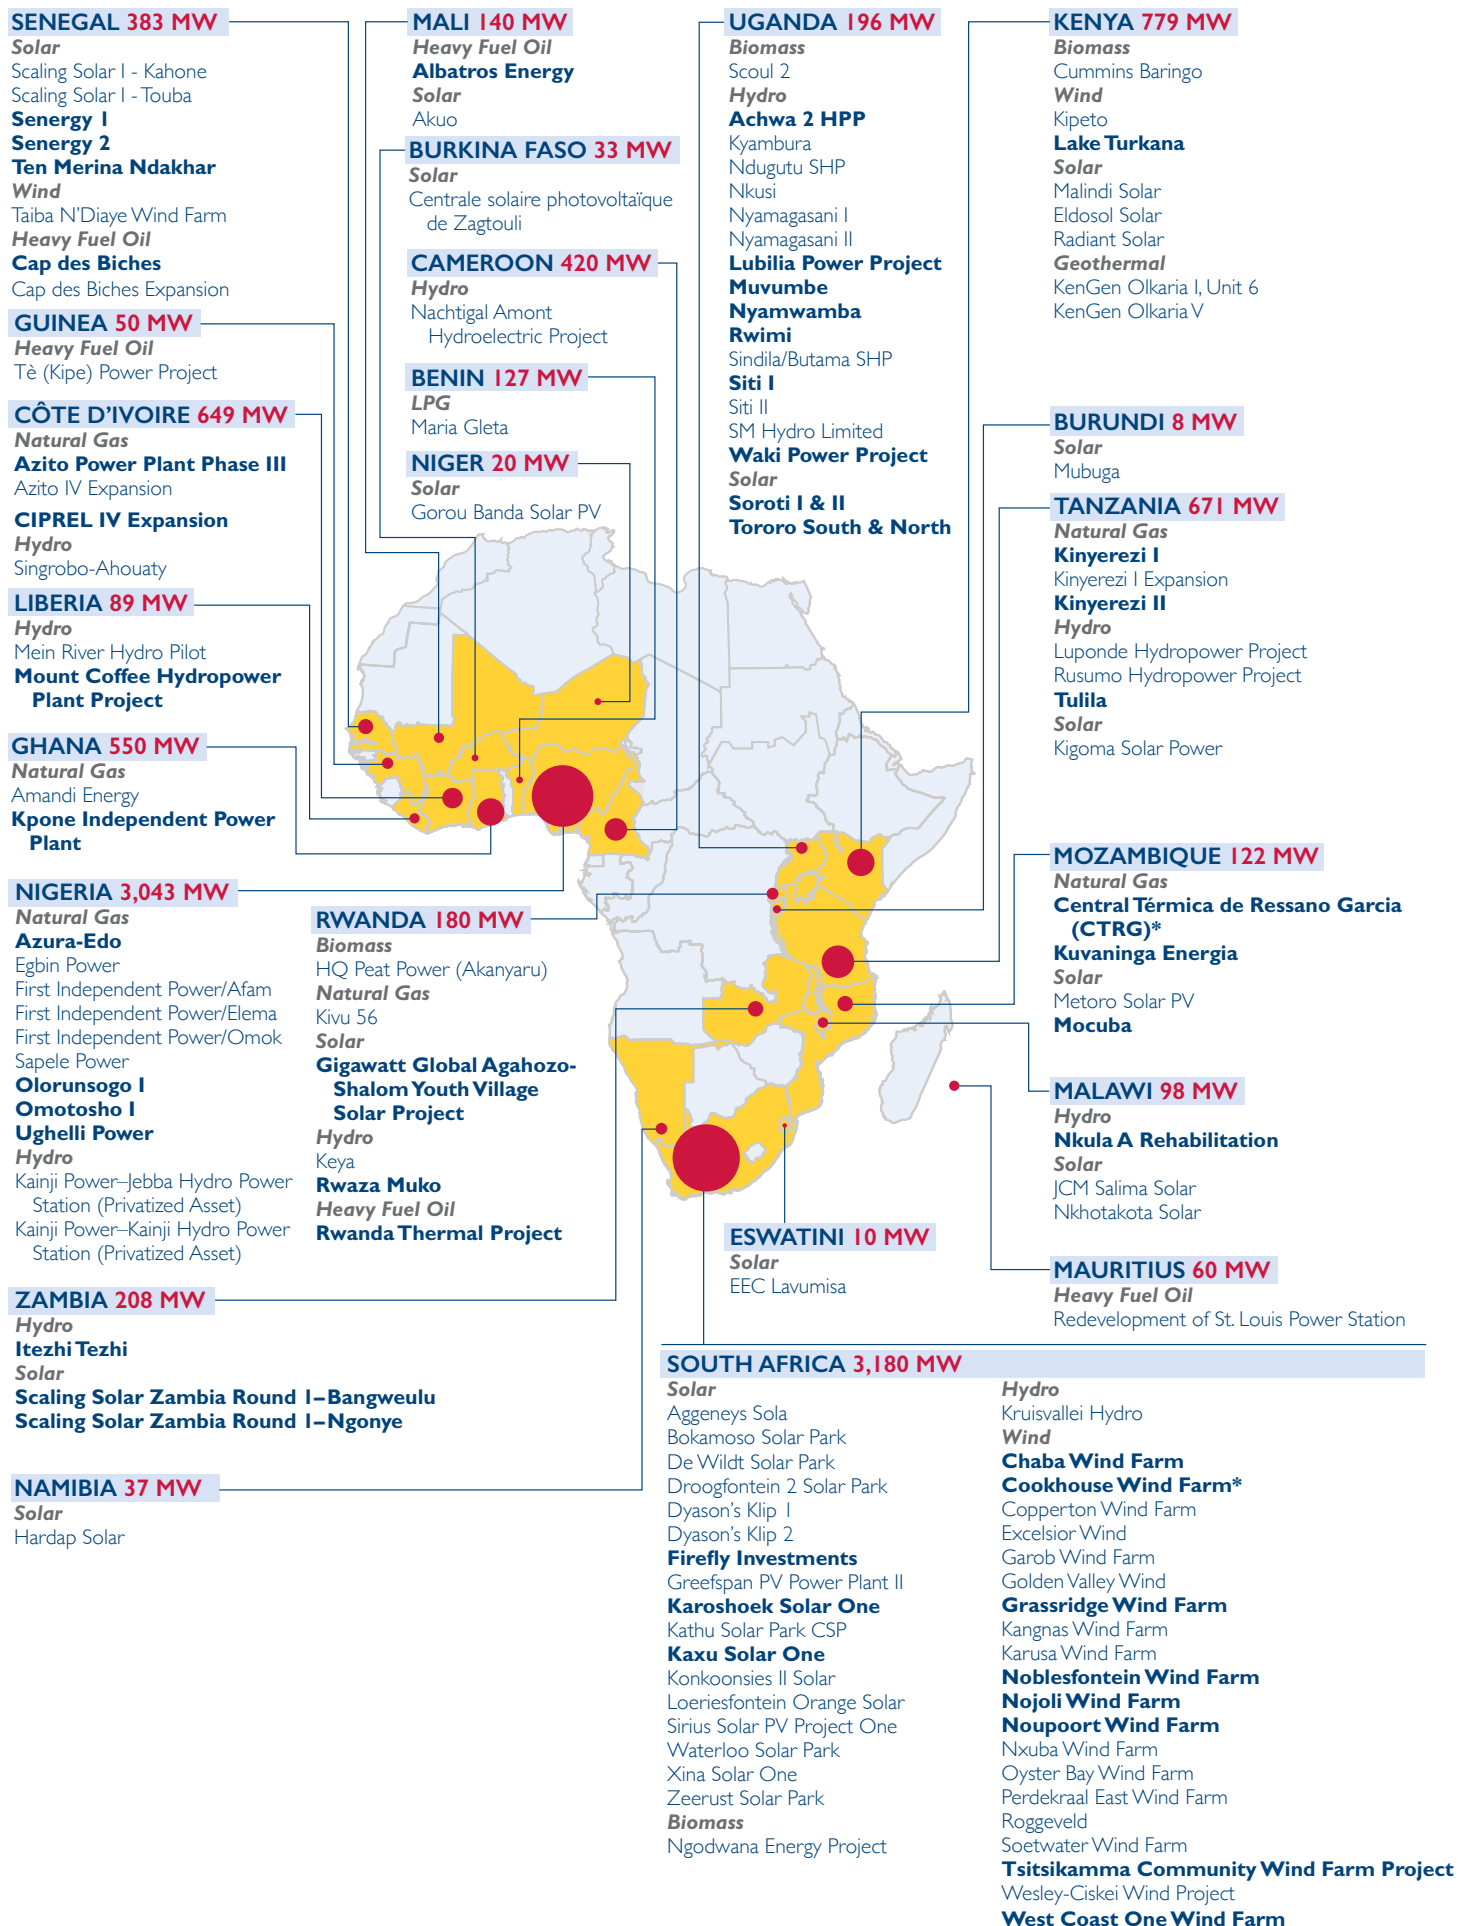 SENEGAL 383 MW
Solar
Scaling Solar I - Kahone
Scaling Solar I - Touba
Senergy 1
Senergy 2
Ten Merina Ndakhar
Wind
Taiba N’Diaye Wind Farm
Heavy Fuel Oil
Cap des Biches
Cap des Biches Expansion
GUINEA 50 MW
Heavy Fuel Oil
Tè (Kipe) Power Project
CÔTE D’IVOIRE 649 MW
Natural Gas
Azito Power Plant Phase III
Azito IV Expansion
CIPREL IV Expansion
Hydro
Singrobo-Ahouaty
LIBERIA 89 MW
Hydro
Mein River Hydro Pilot
Mount Coffee Hydropower
Plant Project
GHANA 550 MW
Natural Gas
Amandi Energy
Kpone Independent Power
Plant
NIGERIA 3,043 MW
Natural Gas
Azura-Edo
Egbin Power
First Independent Power/Afam
First Independent Power/Elema
First Independent Power/Omok
Sapele Power
Olorunsogo I
Omotosho I
Ughelli Power
Hydro
Kainji Power–Jebba Hydro Power
Station (Privatized Asset)
Kainji Power–Kainji Hydro Power
Station (Privatized Asset)
ZAMBIA 208 MW
Hydro
Itezhi Tezhi
Solar
Scaling Solar Zambia Round 1–Bangweulu
Scaling Solar Zambia Round 1–Ngonye
NAMIBIA 37 MW
Solar
Hardap Solar
MALI 140 MW
Heavy Fuel Oil
Albatros Energy
Solar
Akuo
BURKINA FASO 33 MW
Solar
Centrale solaire photovoltaïque
de Zagtouli
CAMEROON 420 MW
Hydro
Nachtigal Amont
Hydroelectric Project
BENIN 127 MW
LPG
Maria Gleta
NIGER 20 MW
Solar
Gorou Banda Solar PV
RWANDA 180 MW
Biomass
HQ Peat Power (Akanyaru)
Natural Gas
Kivu 56
Solar
Gigawatt Global Agahozo-
Shalom Youth Village
Solar Project
Hydro
Keya
Rwaza Muko
Heavy Fuel Oil
Rwanda Thermal Project
UGANDA 196 MW
Biomass
Scoul 2
Hydro
Achwa 2 HPP
Kyambura
Ndugutu SHP
Nkusi
Nyamagasani I
Nyamagasani II
Lubilia Power Project
Muvumbe
Nyamwamba
Rwimi
Sindila/Butama SHP
Siti I
Siti II
SM Hydro Limited
Waki Power Project
Solar
Soroti I & II
Tororo South & North
KENYA 779 MW
Biomass
Cummins Baringo
Wind
Kipeto
Lake Turkana
Solar
Malindi Solar
Eldosol Solar
Radiant Solar
Geothermal
KenGen Olkaria I, Unit 6
KenGen Olkaria V
BURUNDI 8 MW
Solar
Mubuga
TANZANIA 671 MW
Natural Gas
Kinyerezi I
Kinyerezi I Expansion
Kinyerezi II
Hydro
Luponde Hydropower Project
Rusumo Hydropower Project
Tulila
Solar
Kigoma Solar Power
MOZAMBIQUE 122 MW
Natural Gas
Central Térmica de Ressano Garcia
(CTRG)*
Kuvaninga Energia
Solar
Metoro Solar PV
Mocuba
MALAWI 98 MW
Hydro
Nkula A Rehabilitation
Solar
JCM Salima Solar
Nkhotakota Solar
MAURITIUS 60 MW
Heavy Fuel Oil
Redevelopment of St. Louis Power Station
ESWATINI 10 MW
Solar
EEC Lavumisa
SOUTH AFRICA 3,180 MW
Solar
Aggeneys Sola
Bokamoso Solar Park
De Wildt Solar Park
Droogfontein 2 Solar Park
Dyason’s Klip 1
Dyason’s Klip 2
Firefly Investments
Greefspan PV Power Plant II
Karoshoek Solar One
Kathu Solar Park CSP
Kaxu Solar One
Konkoonsies II Solar
Loeriesfontein Orange Solar
Sirius Solar PV Project One
Waterloo Solar Park
Xina Solar One
Zeerust Solar Park
Biomass
Ngodwana Energy Project
Hydro
Kruisvallei Hydro
Wind
Chaba Wind Farm
Cookhouse Wind Farm*
Copperton Wind Farm
Excelsior Wind
Garob Wind Farm
Golden Valley Wind
Grassridge Wind Farm
Kangnas Wind Farm
Karusa Wind Farm
Noblesfontein Wind Farm
Nojoli Wind Farm
Noupoort Wind Farm
Nxuba Wind Farm
Oyster Bay Wind Farm
Perdekraal East Wind Farm
Roggeveld
Soetwater Wind Farm
Tsitsikamma Community Wind Farm Project
Wesley-Ciskei Wind Project
West Coast One Wind Farm